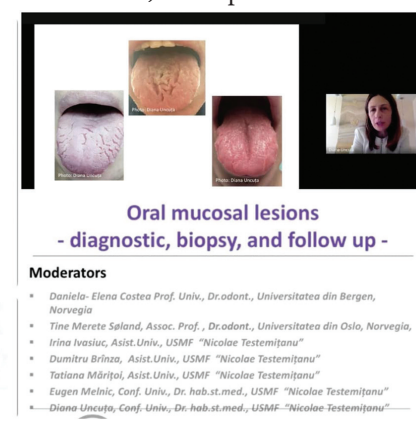 Photo: Diana Uncuța
Photo: Diana Uncuța
Photo: Diana Uncuța
Oral mucosal lesions
- diagnostic, biopsy, and follow up -
Moderators
▪ Daniela- Elena Costea Prof. Univ., Dr.odont., Universitatea din Bergen,
Norvegia
▪ Tine Merete Søland, Assoc. Prof. , Dr.odont., Universitatea din Oslo, Norvegia,
▪ Irina Ivasiuc, Asist.Univ., USMF "Nicolae Testemițanu"
▪ Dumitru Brînza, Asist.Univ., USMF "Nicolae Testemițanu"
▪ Tatiana Mărițoi, Asist.Univ., USMF "Nicolae Testemițanu"
▪ Eugen Melnic, Conf. Univ., Dr. hab.st.med., USMF "Nicolae Testemițanu"
▪ Diana Uncuța, Conf. Univ., Dr. hab.st.med., USMF "Nicolae Testemițanu"